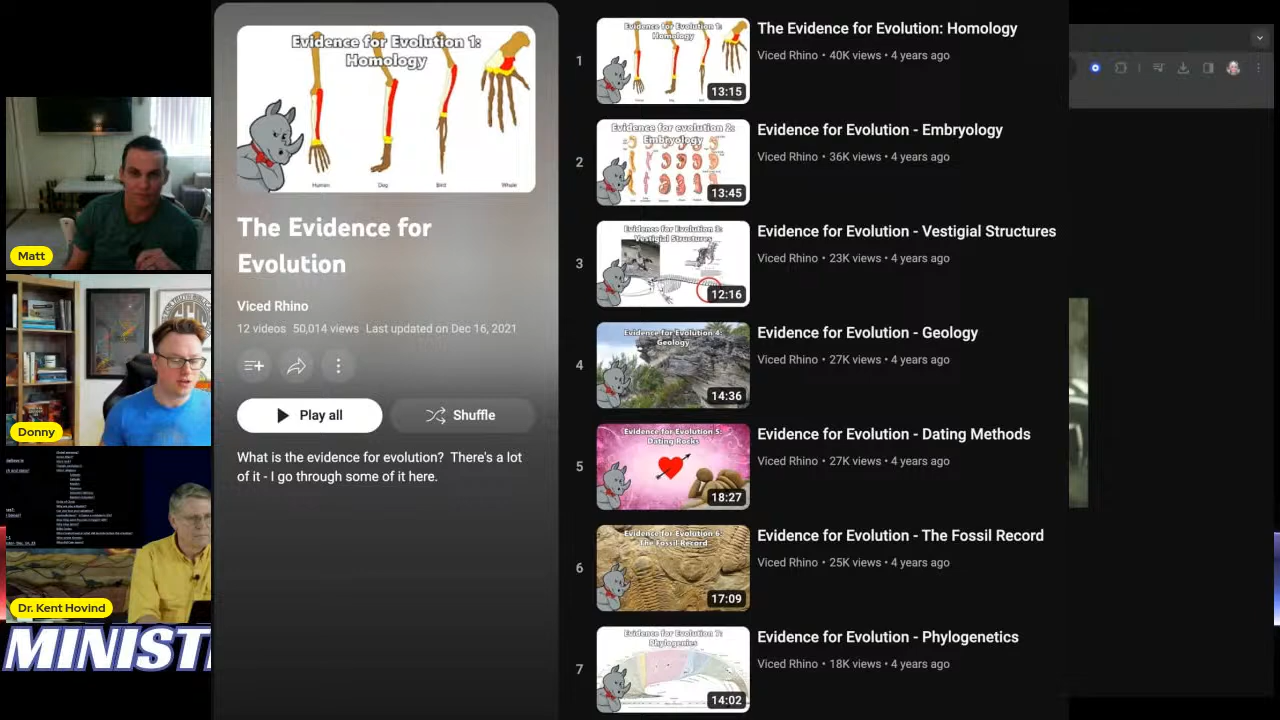 Matt
Donny
Dr. Kent Hovind
MINIST
Evidence for Evolution 1:
Homology
Human
Dog
Bird
Whale
The Evidence for
Evolution
Viced Rhino
12 videos 50,014 views Last updated on Dec 16, 2021
Play all
Shuffle
What is the evidence for evolution? There's a lot
of it - I go through some of it here.
1
Evidence for Evolution 1:
Homology
13:15
The Evidence for Evolution: Homology
Viced Rhino • 40K views • 4 years ago
2
Evidence for evolution 2:
Embryology
13:45
Evidence for Evolution - Embryology
Viced Rhino • 36K views • 4 years ago
3
Evidence for Evolution 3:
Vestigial Structures
12:16
Evidence for Evolution - Vestigial Structures
Viced Rhino • 23K views • 4 years ago
4
Evidence for Evolution 4:
Geology
14:36
Evidence for Evolution - Geology
Viced Rhino • 27K views • 4 years ago
5
Evidence for Evolution 5:
Dating Rocks
18:27
Evidence for Evolution - Dating Methods
Viced Rhino • 27K views • 4 years ago
6
Evidence for Evolution 6:
The Fossil Record
17:09
Evidence for Evolution - The Fossil Record
Viced Rhino • 25K views • 4 years ago
7
Evidence for Evolution 7:
Phylogenies
14:02
Evidence for Evolution - Phylogenetics
Viced Rhino • 18K views • 4 years ago